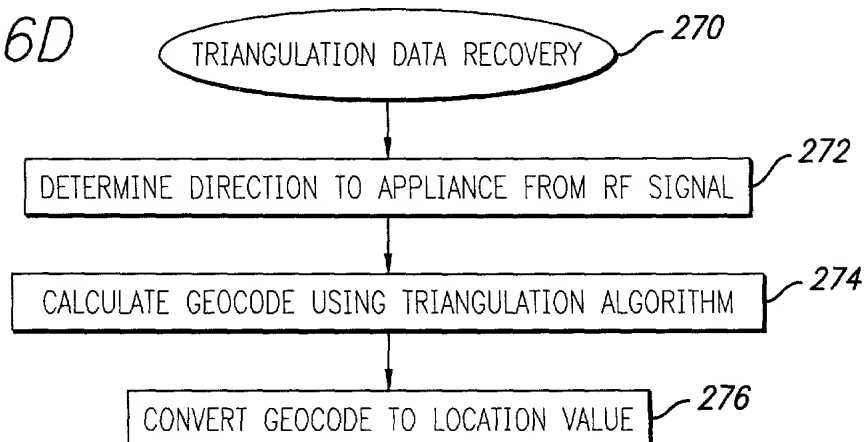 6D
TRIANGULATION DATA RECOVERY
270
DETERMINE DIRECTION TO APPLIANCE FROM RF SIGNAL
272
CALCULATE GEOCODE USING TRIANGULATION ALGORITHM
274
CONVERT GEOCODE TO LOCATION VALUE
276